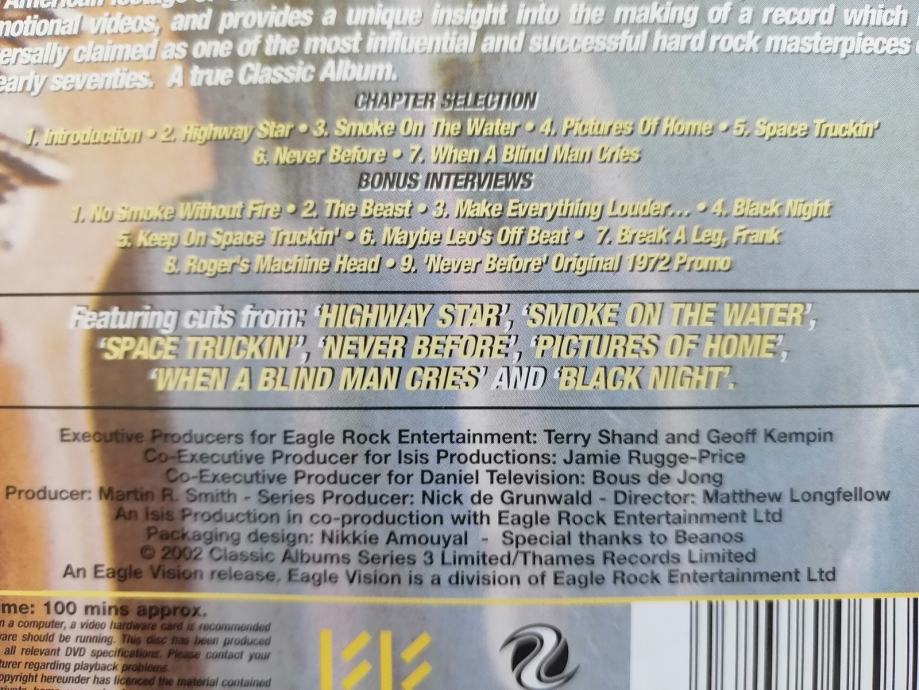 motional videos, and provides a unique insight into the making of a record which
ersally claimed as one of the most influential and successful hard rock masterpieces
early seventies. A true Classic Album.
CHAPTER SELECTION
1. Introduction • 2. Highway Star • 3. Smoke On The Water • 4. Pictures Of Home • 5. Space Truckin'
6. Never Before • 7. When A Blind Man Cries
BONUS INTERVIEWS
1. No Smoke Without Fire • 2. The Beast • 3. Make Everything Louder... • 4. Black Night
5. Keep On Space Truckin' • 6. Maybe Leo's Off Beat • 7. Break A Leg, Frank
8. Roger's Machine Head • 9. 'Never Before' Original 1972 Promo
Featuring cuts from: 'HIGHWAY STAR', 'SMOKE ON THE WATER',
'SPACE TRUCKIN'', 'NEVER BEFORE', 'PICTURES OF HOME',
'WHEN A BLIND MAN CRIES' AND 'BLACK NIGHT'.
Executive Producers for Eagle Rock Entertainment: Terry Shand and Geoff Kempin
Co-Executive Producer for Isis Productions: Jamie Rugge-Price
Co-Executive Producer for Daniel Television: Bous de Jong
Producer: Martin R. Smith - Series Producer: Nick de Grunwald - Director: Matthew Longfellow
An Isis Production in co-production with Eagle Rock Entertainment Ltd
Packaging design: Nikkie Amouyal - Special thanks to Beanos
© 2002 Classic Albums Series 3 Limited/Thames Records Limited
An Eagle Vision release. Eagle Vision is a division of Eagle Rock Entertainment Ltd
me: 100 mins approx.
n a computer, a video hardware card is recommended
are should be running. This disc has been produced
all relevant DVD specifications. Please contact your
turer regarding playback problems.
opyright hereunder has licenced the material contained